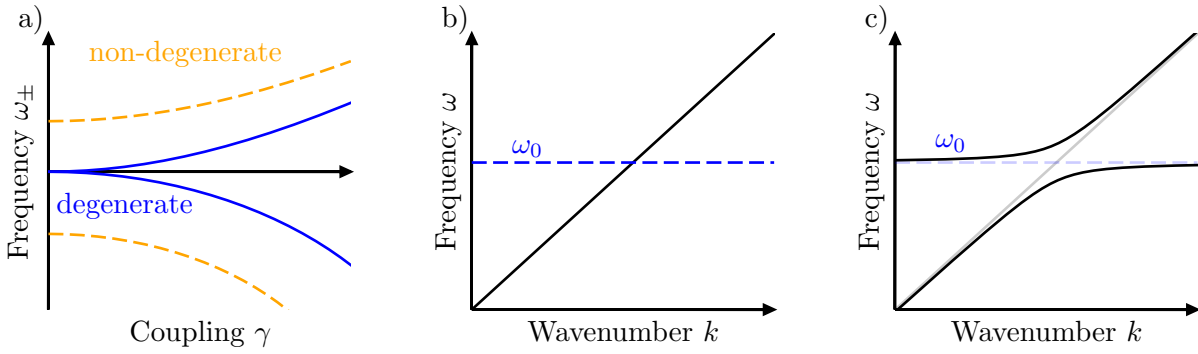 a)
non-degenerate
degenerate
Frequency ω±
Coupling γ
b)
ω0
Frequency ω
Wavenumber k
c)
ω0
Frequency ω
Wavenumber k